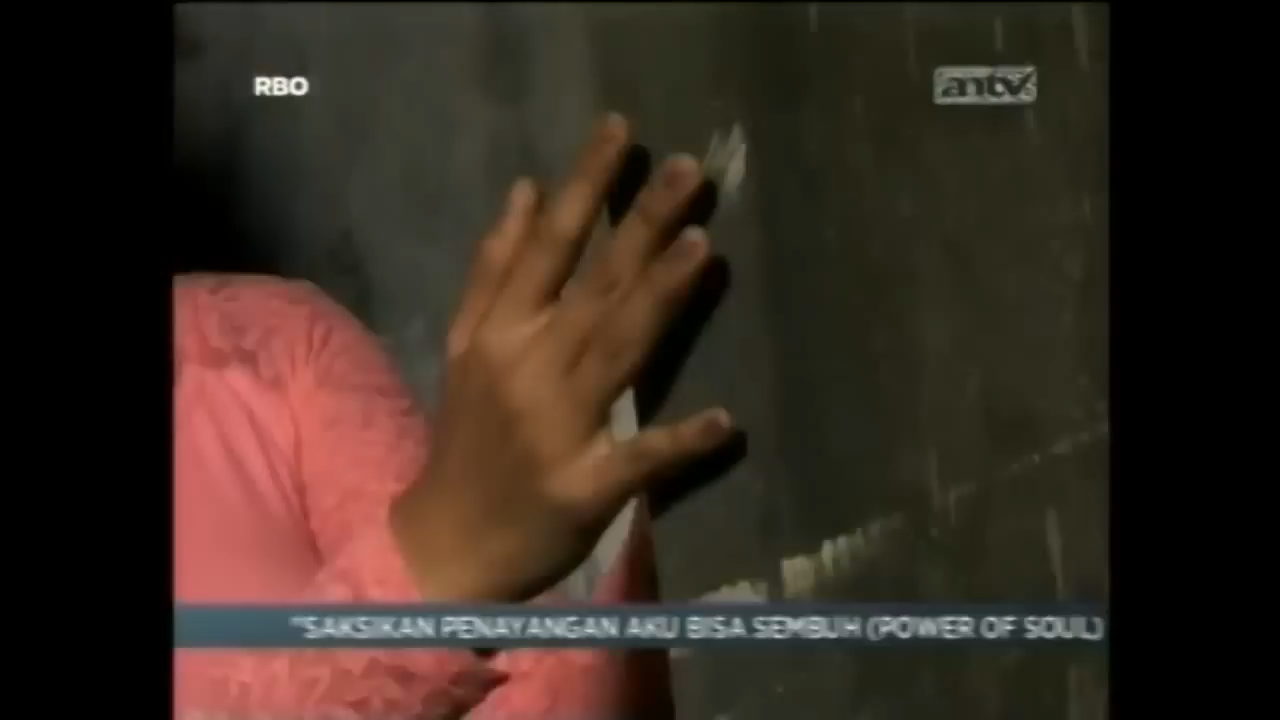 RBO
antv
"SAKSIKAN PENAYANGAN AKU BISA SEMBUH (POWER OF SOUL)